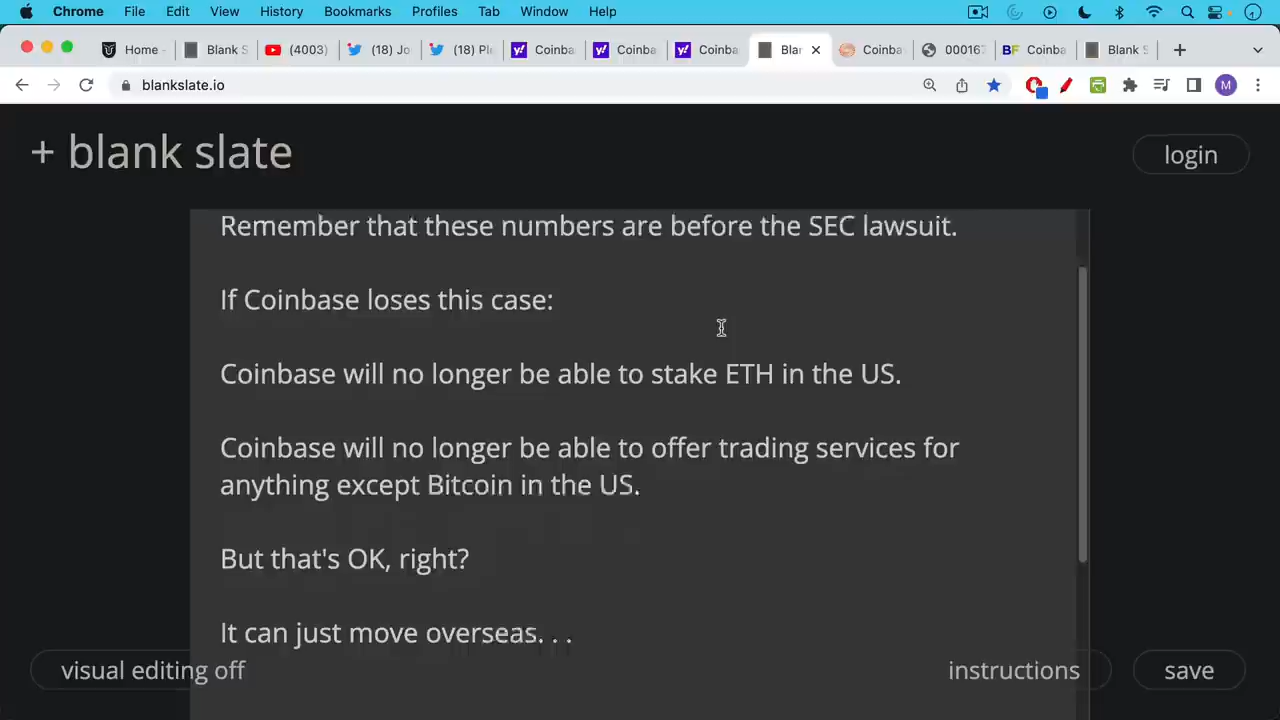 Chrome File Edit View History Bookmarks Profiles Tab Window Help
Home - Blank S (4003) (18) Jo (18) Pl Coinba Coinba Coinba Blar Coinba 000167 BF Coinba Blank S
blankslate.io M
+ blank slate login
Remember that these numbers are before the SEC lawsuit.
If Coinbase loses this case:
Coinbase will no longer be able to stake ETH in the US.
Coinbase will no longer be able to offer trading services for
anything except Bitcoin in the US.
But that's OK, right?
It can just move overseas. . .
visual editing off instructions save